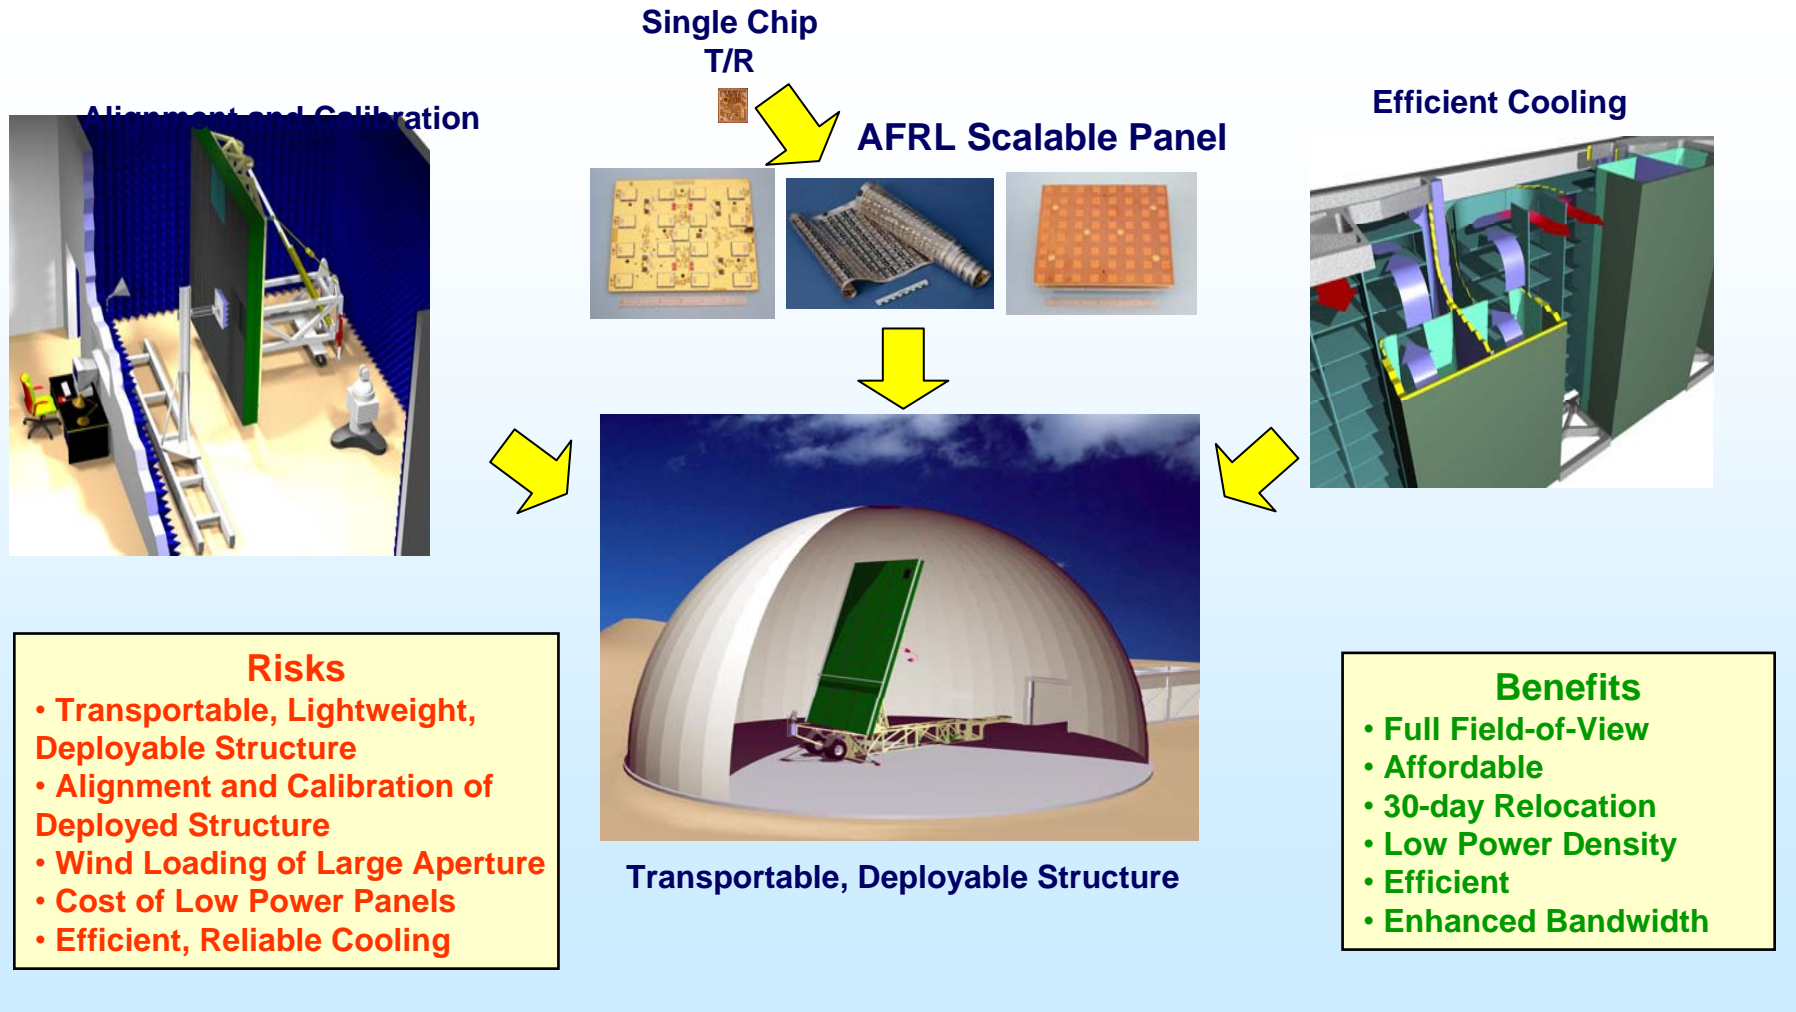 Single Chip
T/R
Alignment and Calibration
AFRL Scalable Panel
Efficient Cooling
Transportable, Deployable Structure
Risks
• Transportable, Lightweight,
Deployable Structure
• Alignment and Calibration of
Deployed Structure
• Wind Loading of Large Aperture
• Cost of Low Power Panels
• Efficient, Reliable Cooling
Benefits
• Full Field-of-View
• Affordable
• 30-day Relocation
• Low Power Density
• Efficient
• Enhanced Bandwidth